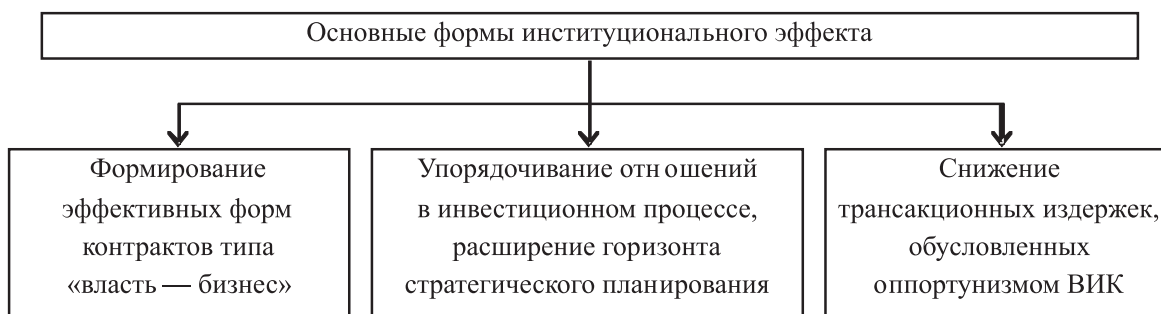 Основные формы институционального эффекта
Формирование
эффективных форм
контрактов типа
«власть — бизнес»
Упорядочивание отн ошений
в инвестиционном процессе,
расширение горизонта
стратегического планирования
Снижение
трансакционных издержек,
обусловленных
оппортунизмом ВИК